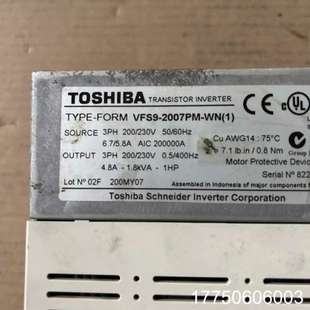 TOSHIBA TRANSISTOR INVERTER
TYPE-FORM VFS9-2007PM-WN(1)
SOURCE 3PH 200/230V 50/60Hz
6.7/5.8A AIC 200000A
OUTPUT 3PH 200/230V 0.5/400Hz
4.8A - 1.8kVA - 1HP
Lot Nº 02F 200MY07
C UL
Cu AWG14 : 75°C
7.1 lb.in / 0.8 Nm
Motor Protective Devic
Serial Nº 822
Assembled in Indonesia of major components f
Toshiba Schneider Inverter Corporation
17750606003